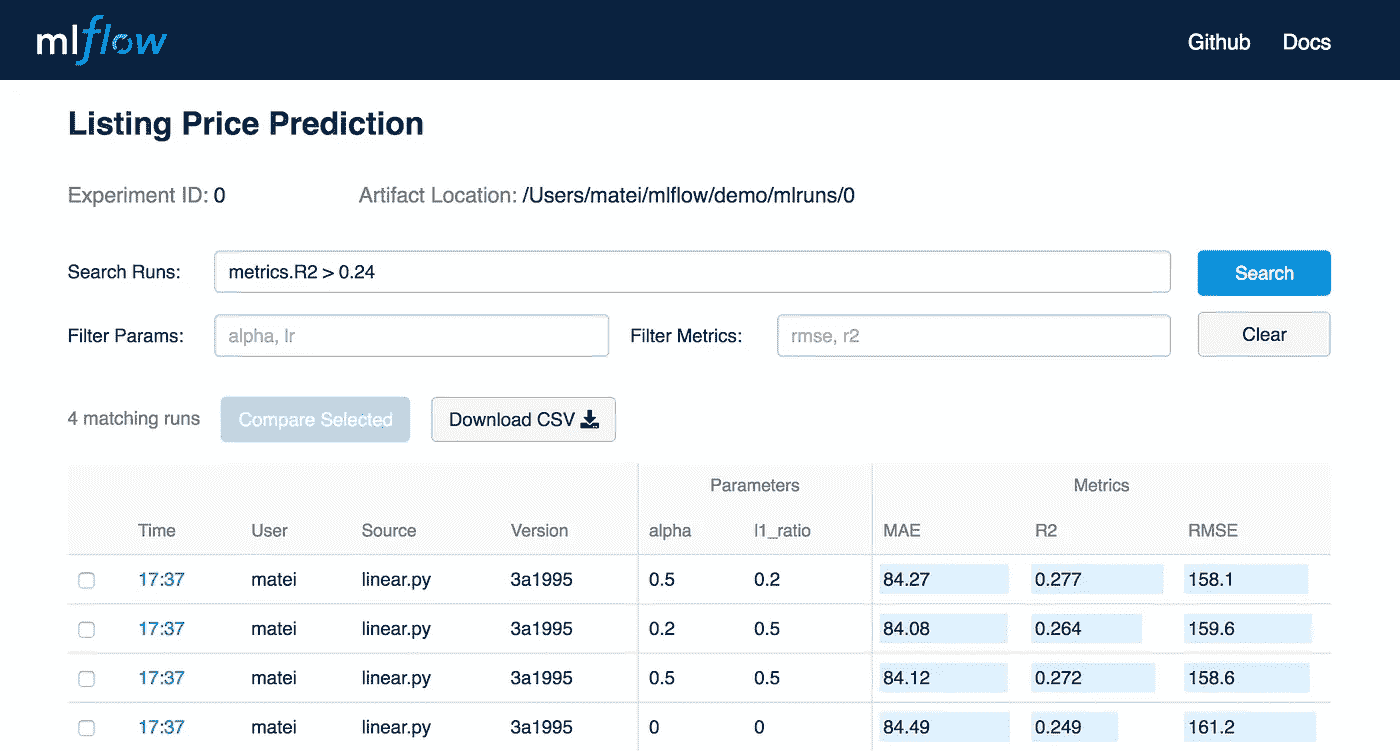 mlflow
Github Docs
Listing Price Prediction
Experiment ID: 0 Artifact Location: /Users/matei/mlflow/demo/mlruns/0
Search Runs: metrics.R2 > 0.24 Search
Filter Params: alpha, lr Filter Metrics: rmse, r2 Clear
4 matching runs Compare Selected Download CSV
Parameters Metrics
Time User Source Version alpha l1_ratio MAE R2 RMSE
17:37 matei linear.py 3a1995 0.5 0.2 84.27 0.277 158.1
17:37 matei linear.py 3a1995 0.2 0.5 84.08 0.264 159.6
17:37 matei linear.py 3a1995 0.5 0.5 84.12 0.272 158.6
17:37 matei linear.py 3a1995 0 0 84.49 0.249 161.2